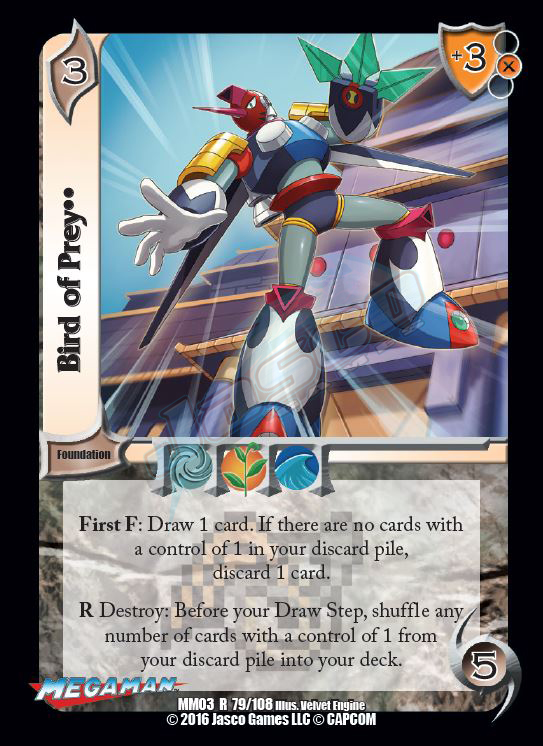 3
+3
Bird of Prey••
Foundation
First F: Draw 1 card. If there are no cards with
a control of 1 in your discard pile,
discard 1 card.
R Destroy: Before your Draw Step, shuffle any
number of cards with a control of 1 from
your discard pile into your deck.
5
MEGAMAN™
MM03 R 79/108 Illus. Velvet Engine
© 2016 Jasco Games LLC © CAPCOM